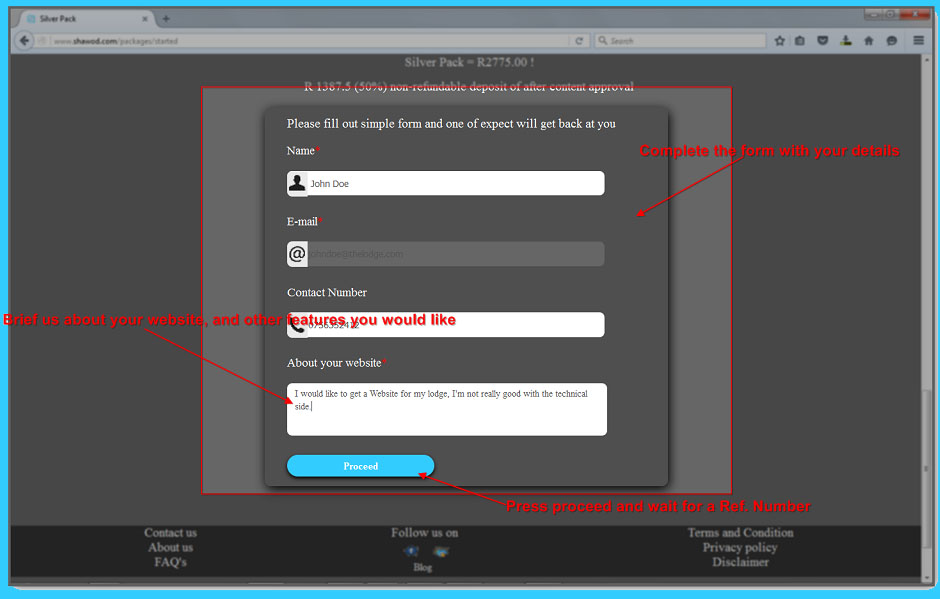 Silver Pack
www.shawod.com/packages/started
Search
Silver Pack = R2775.00 !
R 1387.5 (50%) non-refundable deposit of after content approval
Please fill out simple form and one of expect will get back at you
Name*
Complete the form with your details
John Doe
E-mail*
@
johndoe@thelodge.com
Contact Number
Brief us about your website, and other features you would like
About your website*
I would like to get a Website for my lodge, I'm not really good with the technical
side.
Proceed
Press proceed and wait for a Ref. Number
Contact us
Follow us on
Terms and Condition
About us
Privacy policy
FAQ's
Blog
Disclaimer